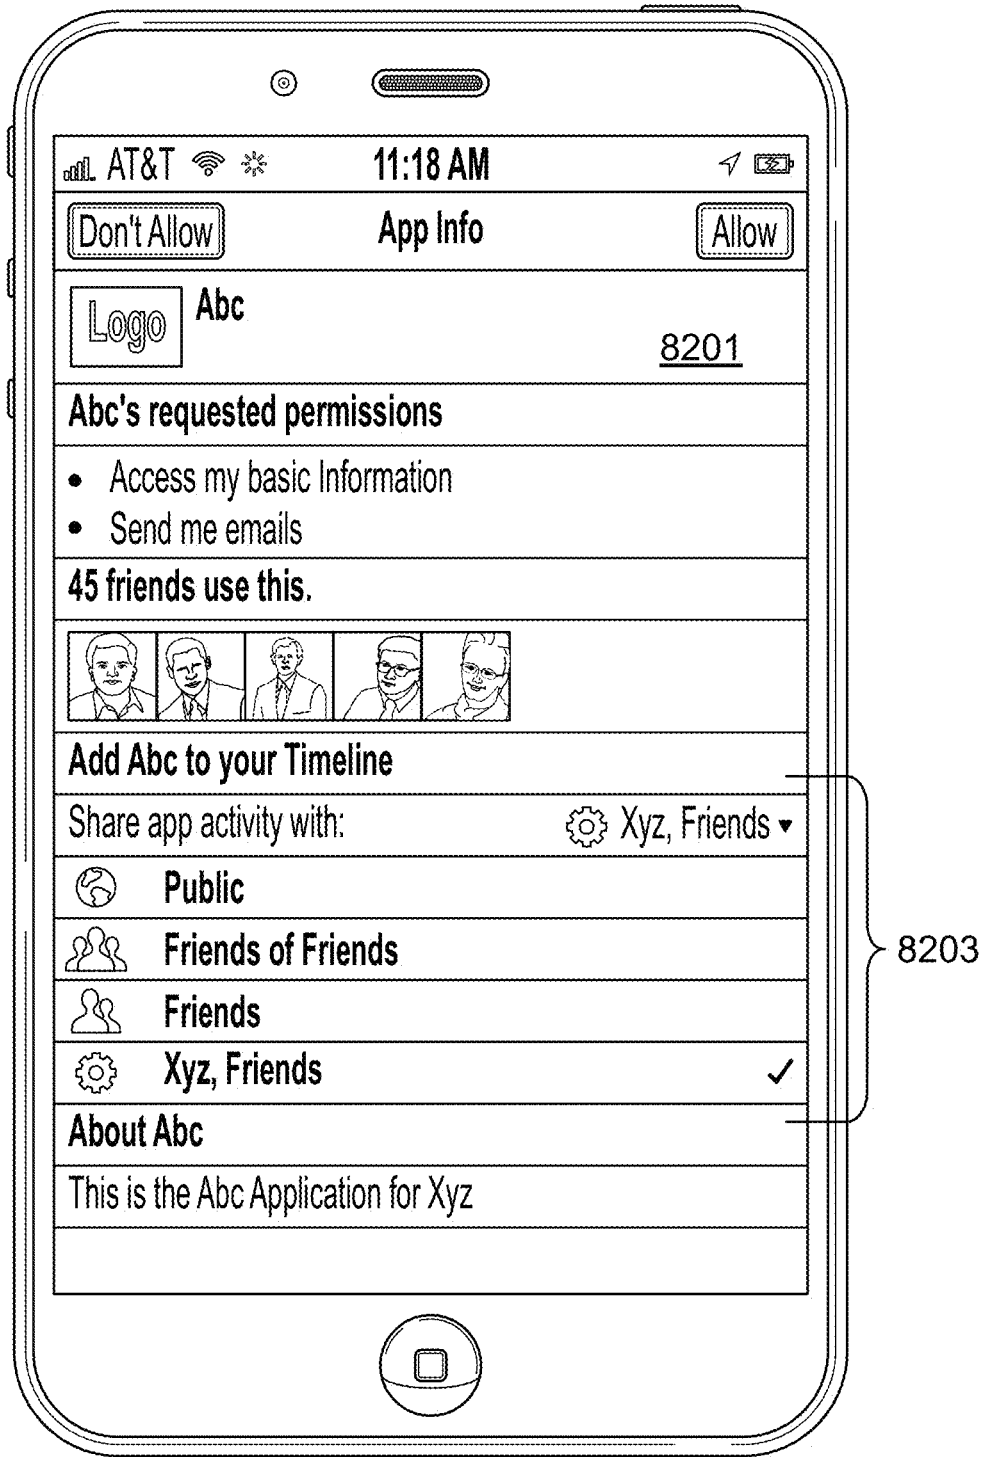 AT&T 11:18 AM
Don't Allow App Info Allow
Logo Abc
8201
Abc's requested permissions
• Access my basic Information
• Send me emails
45 friends use this.
Add Abc to your Timeline
Share app activity with: Xyz, Friends ▾
Public
Friends of Friends
8203
Friends
Xyz, Friends ✓
About Abc
This is the Abc Application for Xyz